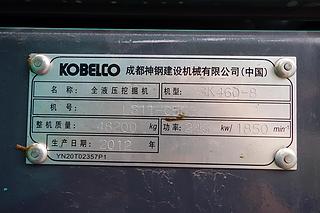 KOBELCO 成都神钢建设机械有限公司(中国)
名称: 全液压挖掘机 机型: SK460-8
机号:
整机质量: 46200 kg 功率: kw/ 1850 min⁻¹
生产日期: 2012 年
YN20T02357P1